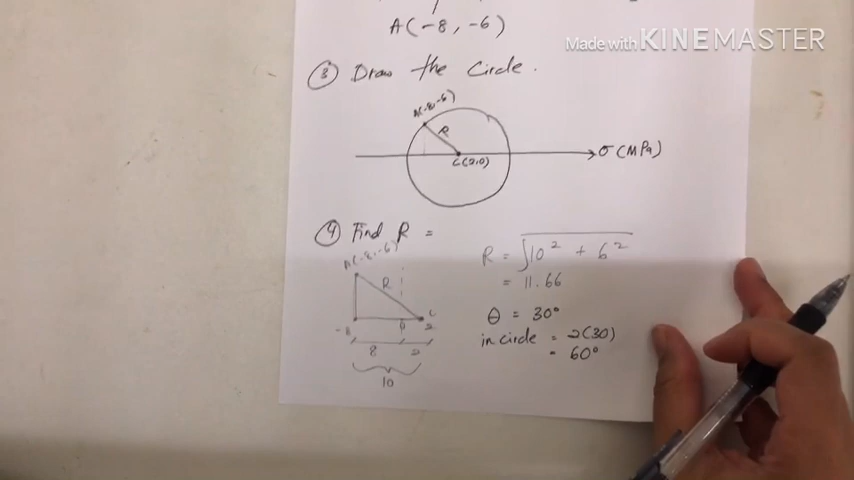 A(-8, -6)
Made with KINEMASTER
③ Draw the Circle.
A(-8,-6)
R
C(2,0)
σ (MPa)
④ Find R =
A(-8,-6)
R
C
-8 0 2
8 2
10
R = √10² + 6²
= 11.66
θ = 30°
in circle = 2(30)
= 60°